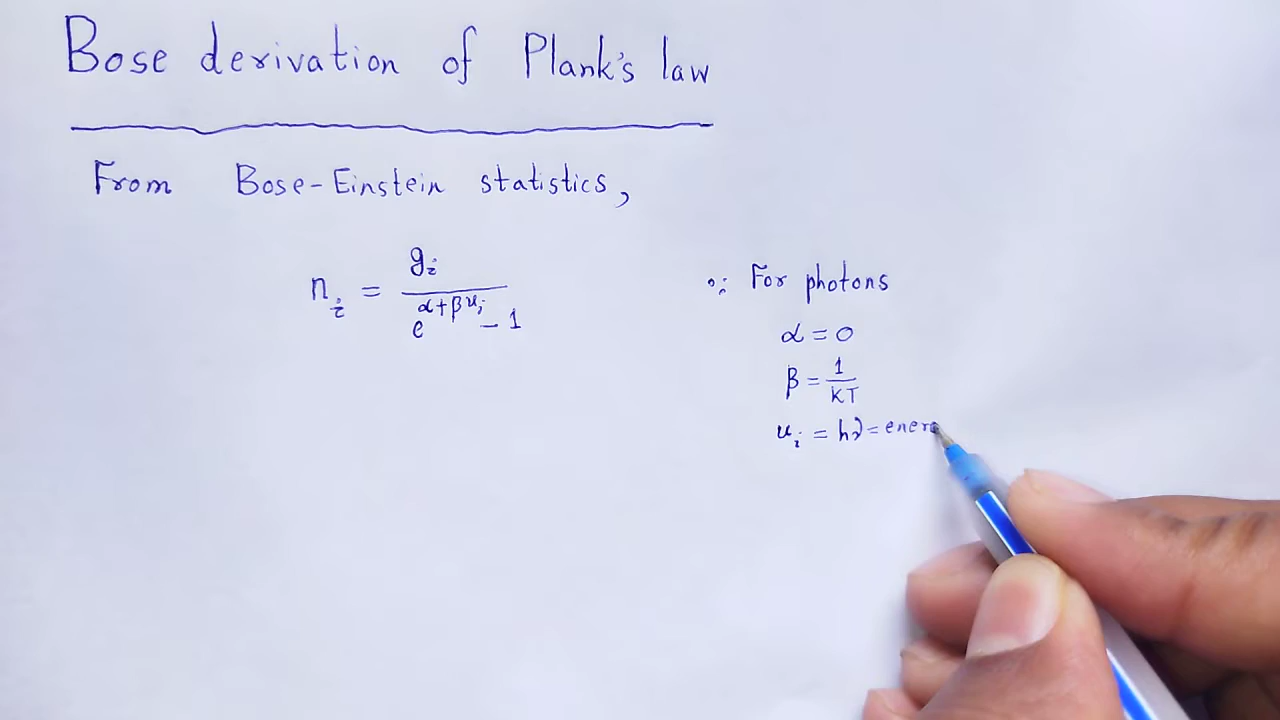 Bose derivation of Plank's law
From Bose-Einstein statistics,
nᵢ = gᵢ / e^(α+βuᵢ) - 1
∵ For photons
α = 0
β = 1/KT
uᵢ = hν = ener